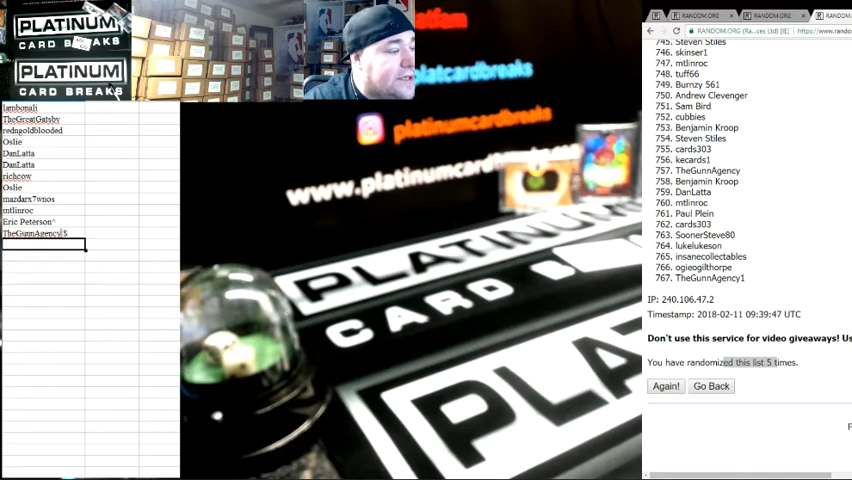 PLATINUM
CARD BREAKS
PLATINUM
CARD BREAKS
Iambonali
TheGreatGatsby
redngoldblooded
Oslie
DanLatta
DanLatta
richcow
Oslie
mazdarx7wnos
mtlinroc
Eric Peterson^
TheGunnAgency $
platcardbreaks
platinumcardbreaks
PLATINUM
CARD
RANDOM.ORG
RANDOM.ORG
RANDOM
RANDOM.ORG (Ra...ces Ltd) [IE]
https://www.rando
745. Steven Stiles
746. skinser1
747. mtlinroc
748. tuff66
749. Burnzy 561
750. Andrew Clevenger
751. Sam Bird
752. cubbies
753. Benjamin Kroop
754. Steven Stiles
755. cards303
756. kecards1
757. TheGunnAgency
758. Benjamin Kroop
759. DanLatta
760. mtlinroc
761. Paul Plein
762. cards303
763. SoonerSteve80
764. lukelukeson
765. insanecollectables
766. ogieogilthorpe
767. TheGunnAgency1
IP: 240.106.47.2
Timestamp: 2018-02-11 09:39:47 UTC
Don't use this service for video giveaways! Us
You have randomized this list 5 times.
Again!
Go Back